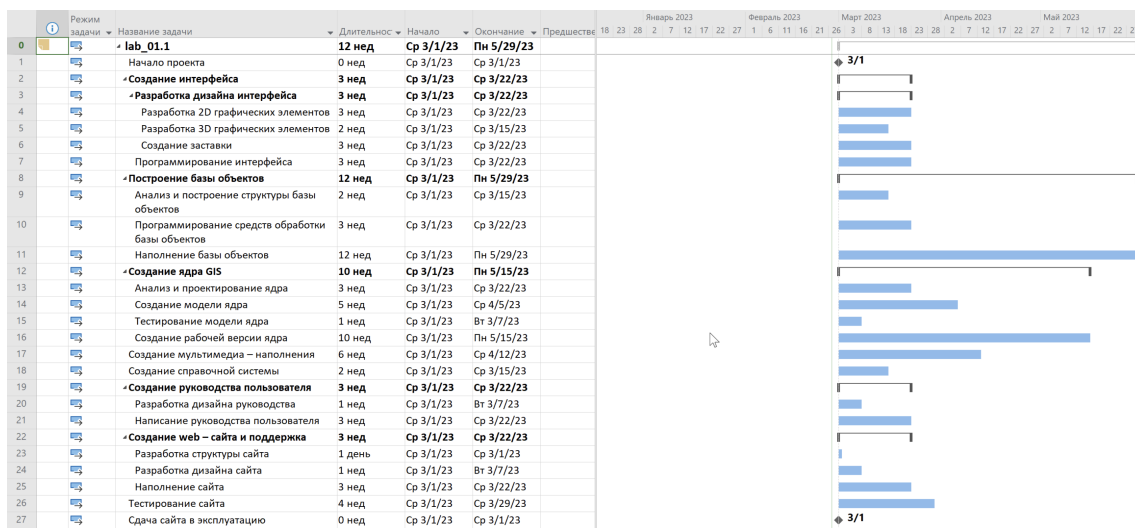 Январь 2023 Февраль 2023 Март 2023 Апрель 2023 Май 2023
Режим
задачи Название задачи Длительнос Начало Окончание Предшестве 18 23 28 2 7 12 17 22 27 1 6 11 16 21 26 3 8 13 18 23 28 2 7 12 17 22 27 2 7 12 17 22 2
0 lab_01.1 12 нед Ср 3/1/23 Пн 5/29/23
1 Начало проекта 0 нед Ср 3/1/23 Ср 3/1/23 3/1
2 Создание интерфейса 3 нед Ср 3/1/23 Ср 3/22/23
3 Разработка дизайна интерфейса 3 нед Ср 3/1/23 Ср 3/22/23
4 Разработка 2D графических элементов 3 нед Ср 3/1/23 Ср 3/22/23
5 Разработка 3D графических элементов 2 нед Ср 3/1/23 Ср 3/15/23
6 Создание заставки 3 нед Ср 3/1/23 Ср 3/22/23
7 Программирование интерфейса 3 нед Ср 3/1/23 Ср 3/22/23
8 Построение базы объектов 12 нед Ср 3/1/23 Пн 5/29/23
9 Анализ и построение структуры базы 2 нед Ср 3/1/23 Ср 3/15/23
объектов
10 Программирование средств обработки 3 нед Ср 3/1/23 Ср 3/22/23
базы объектов
11 Наполнение базы объектов 12 нед Ср 3/1/23 Пн 5/29/23
12 Создание ядра GIS 10 нед Ср 3/1/23 Пн 5/15/23
13 Анализ и проектирование ядра 3 нед Ср 3/1/23 Ср 3/22/23
14 Создание модели ядра 5 нед Ср 3/1/23 Ср 4/5/23
15 Тестирование модели ядра 1 нед Ср 3/1/23 Вт 3/7/23
16 Создание рабочей версии ядра 10 нед Ср 3/1/23 Пн 5/15/23
17 Создание мультимедиа – наполнения 6 нед Ср 3/1/23 Ср 4/12/23
18 Создание справочной системы 2 нед Ср 3/1/23 Ср 3/15/23
19 Создание руководства пользователя 3 нед Ср 3/1/23 Ср 3/22/23
20 Разработка дизайна руководства 1 нед Ср 3/1/23 Вт 3/7/23
21 Написание руководства пользователя 3 нед Ср 3/1/23 Ср 3/22/23
22 Создание web – сайта и поддержка 3 нед Ср 3/1/23 Ср 3/22/23
23 Разработка структуры сайта 1 день Ср 3/1/23 Ср 3/1/23
24 Разработка дизайна сайта 1 нед Ср 3/1/23 Вт 3/7/23
25 Наполнение сайта 3 нед Ср 3/1/23 Ср 3/22/23
26 Тестирование сайта 4 нед Ср 3/1/23 Ср 3/29/23
27 Сдача сайта в эксплуатацию 0 нед Ср 3/1/23 Ср 3/1/23 3/1